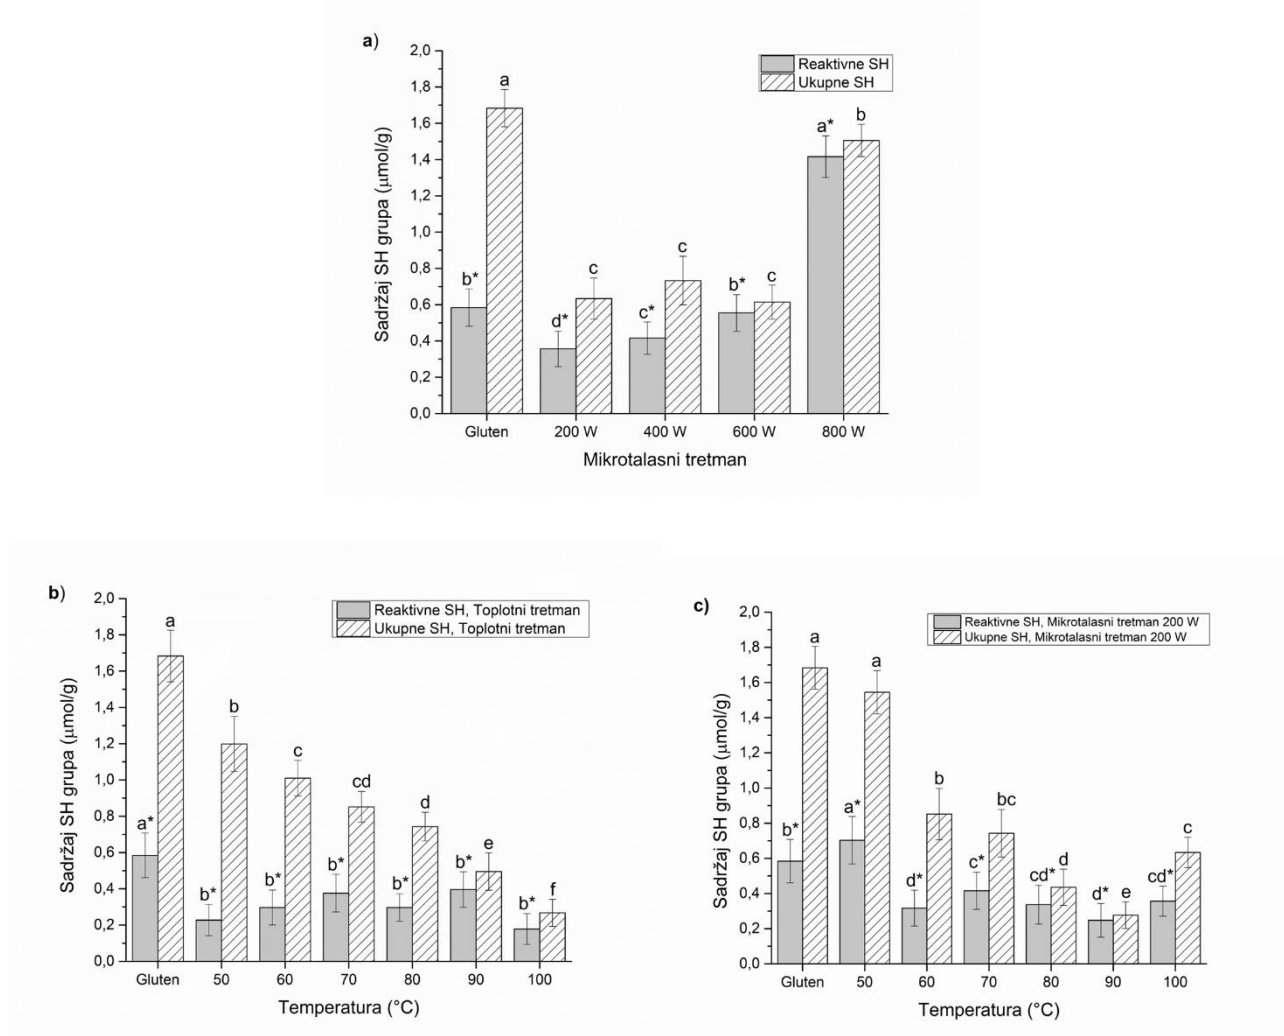 a)
Reaktivne SH
Ukupne SH
Sadržaj SH grupa (μmol/g)
2,0
1,8
1,6
1,4
1,2
1,0
0,8
0,6
0,4
0,2
0,0
b* a
d* c
c* c
b* c
a* b
Gluten 200 W 400 W 600 W 800 W
Mikrotalasni tretman
b)
Reaktivne SH, Toplotni tretman
Ukupne SH, Toplotni tretman
Sadržaj SH grupa (μmol/g)
2,0
1,8
1,6
1,4
1,2
1,0
0,8
0,6
0,4
0,2
0,0
a* a
b* b
b* c
b* cd
b* d
b* e
b* f
Gluten 50 60 70 80 90 100
Temperatura (°C)
c)
Reaktivne SH, Mikrotalasni tretman 200 W
Ukupne SH, Mikrotalasni tretman 200 W
Sadržaj SH grupa (μmol/g)
2,0
1,8
1,6
1,4
1,2
1,0
0,8
0,6
0,4
0,2
0,0
b* a
a* a
d* b
c* bc
cd* d
d* e
cd* c
Gluten 50 60 70 80 90 100
Temperatura (°C)